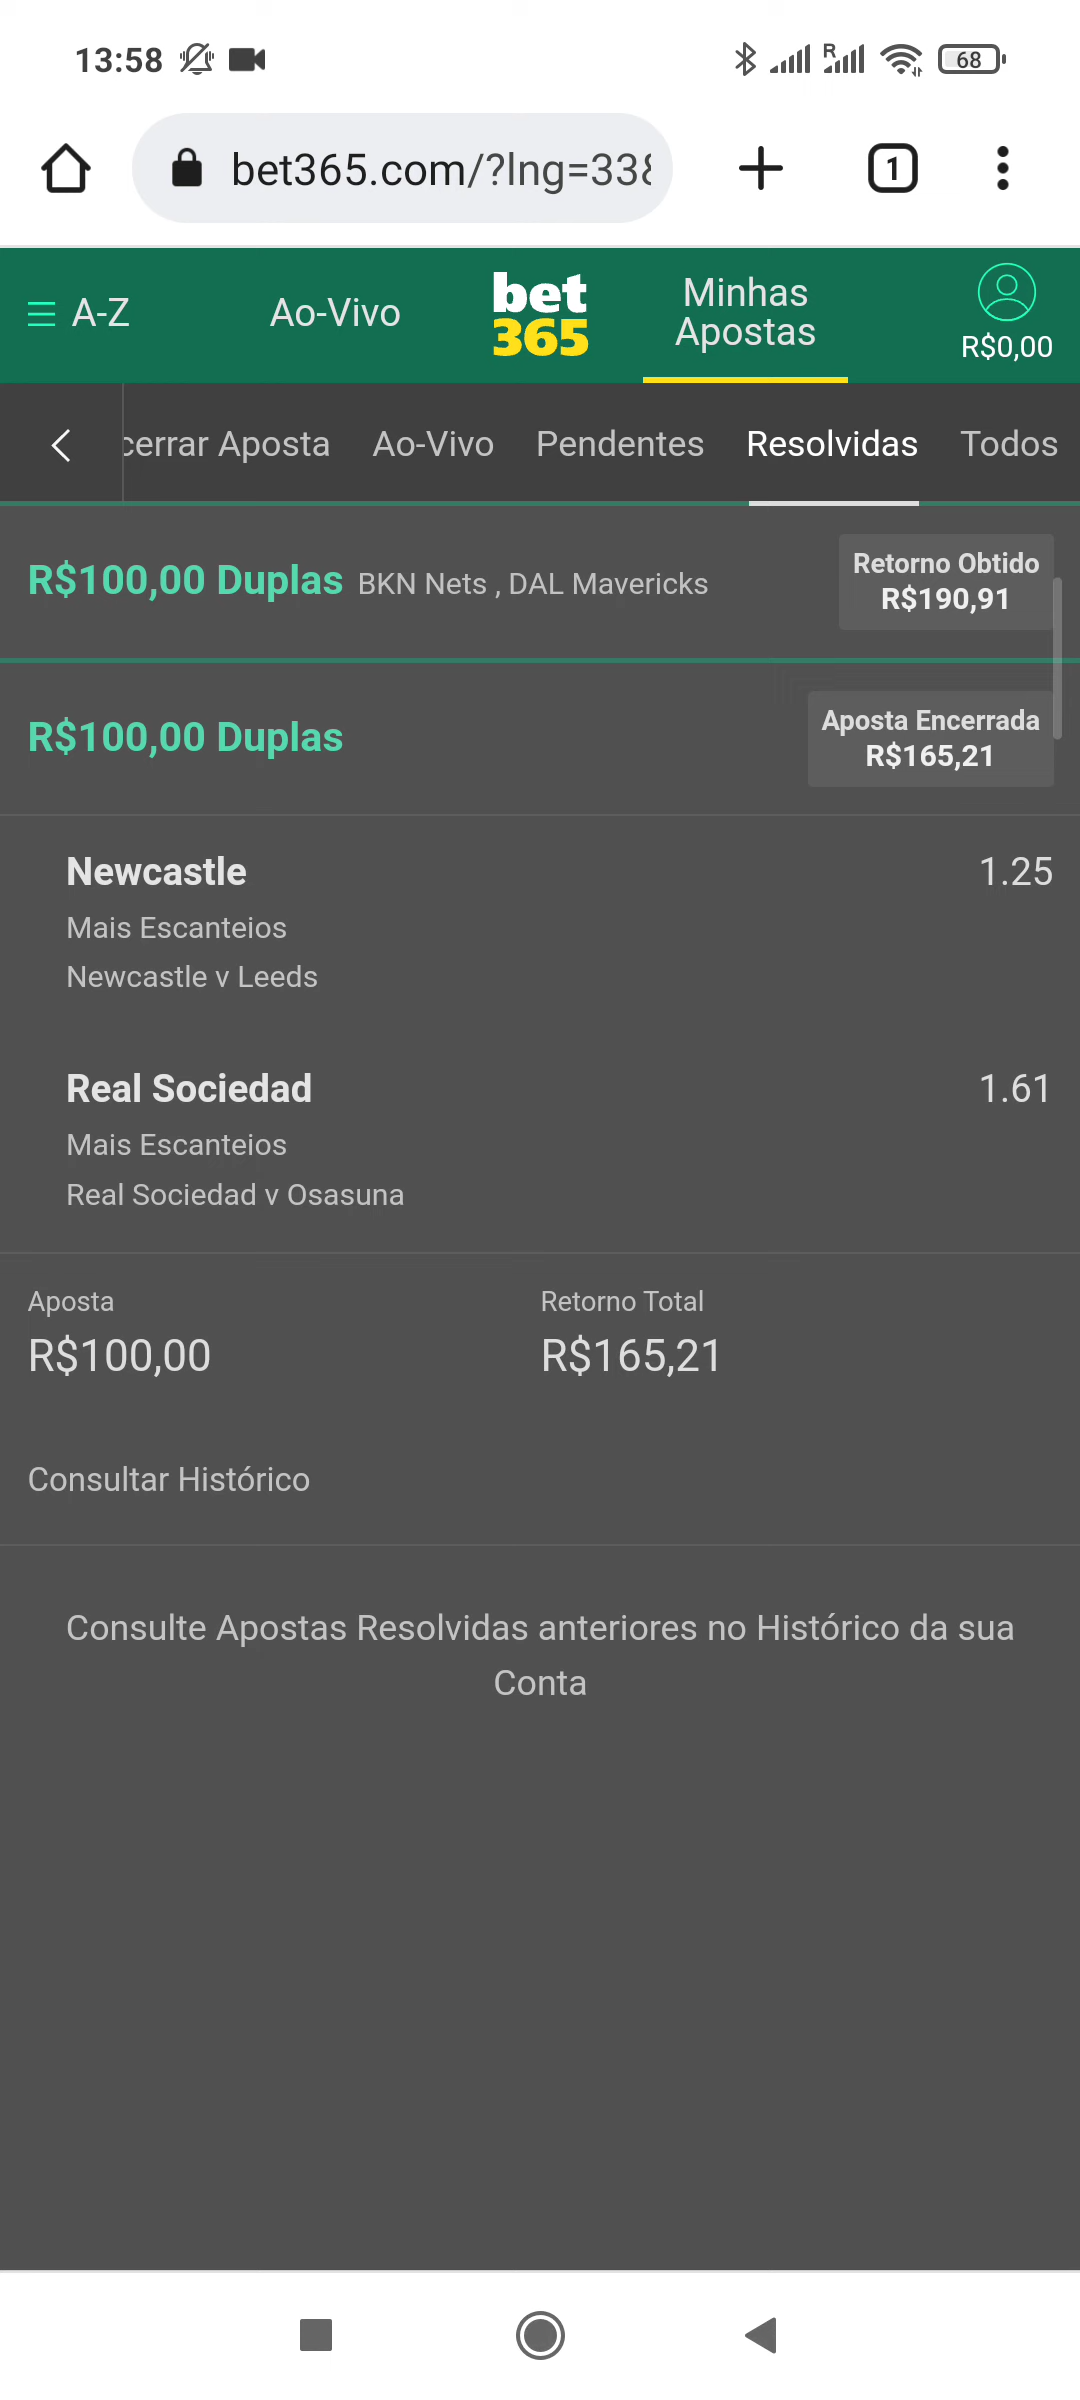 13:58
R
68
bet365.com/?lng=338
1
A-Z
Ao-Vivo
bet
365
Minhas
Apostas
R$0,00
cerrar Aposta
Ao-Vivo
Pendentes
Resolvidas
Todos
R$100,00 Duplas BKN Nets , DAL Mavericks
Retorno Obtido
R$190,91
R$100,00 Duplas
Aposta Encerrada
R$165,21
Newcastle 1.25
Mais Escanteios
Newcastle v Leeds
Real Sociedad 1.61
Mais Escanteios
Real Sociedad v Osasuna
Aposta Retorno Total
R$100,00 R$165,21
Consultar Histórico
Consulte Apostas Resolvidas anteriores no Histórico da sua
Conta